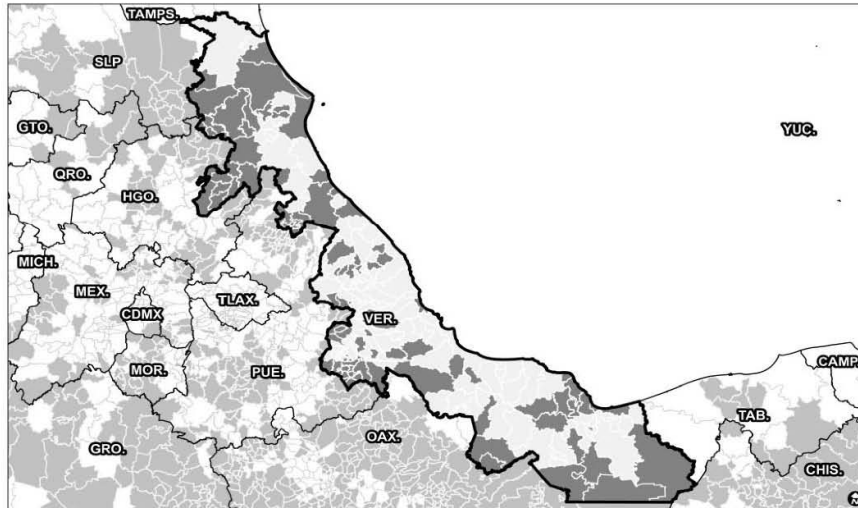 TAMPS.
SLP
GTO.
YUC.
QRO.
HGO.
MICH.
MEX.
TLAX.
CDMX
VER.
CAMP.
MOR.
PUE.
TAB.
OAX.
GRO.
CHIS.